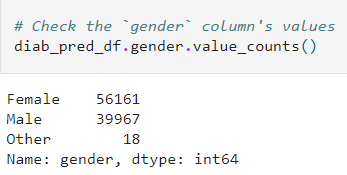 # Check the `gender` column's values
diab_pred_df.gender.value_counts()
Female    56161
Male      39967
Other        18
Name: gender, dtype: int64